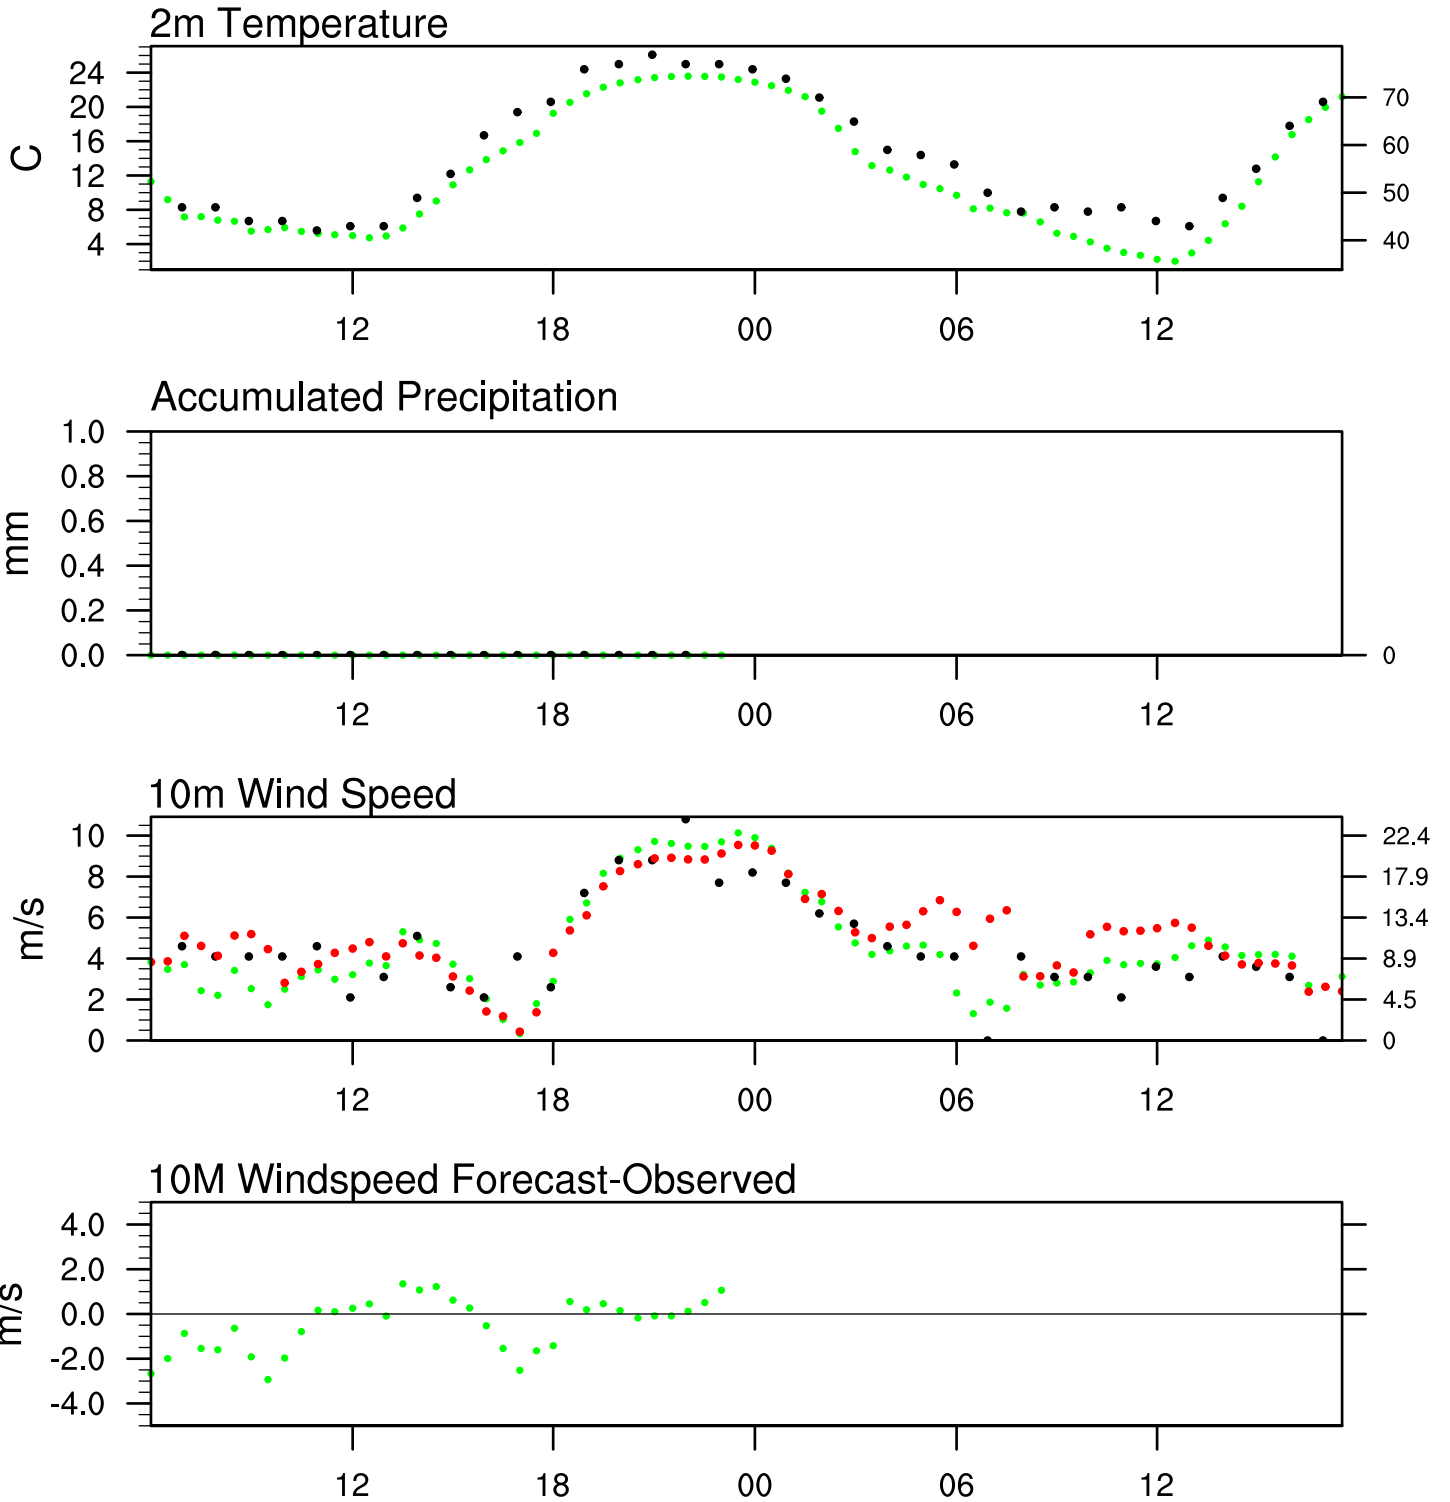 2m Temperature
24
20
16
12
8
4
C
70
60
50
40
12 18 00 06 12
Accumulated Precipitation
1.0
0.8
0.6
0.4
0.2
0.0
mm
0
12 18 00 06 12
10m Wind Speed
10
8
6
4
2
0
m/s
22.4
17.9
13.4
8.9
4.5
0
12 18 00 06 12
10M Windspeed Forecast-Observed
4.0
2.0
0.0
-2.0
-4.0
m/s
12 18 00 06 12